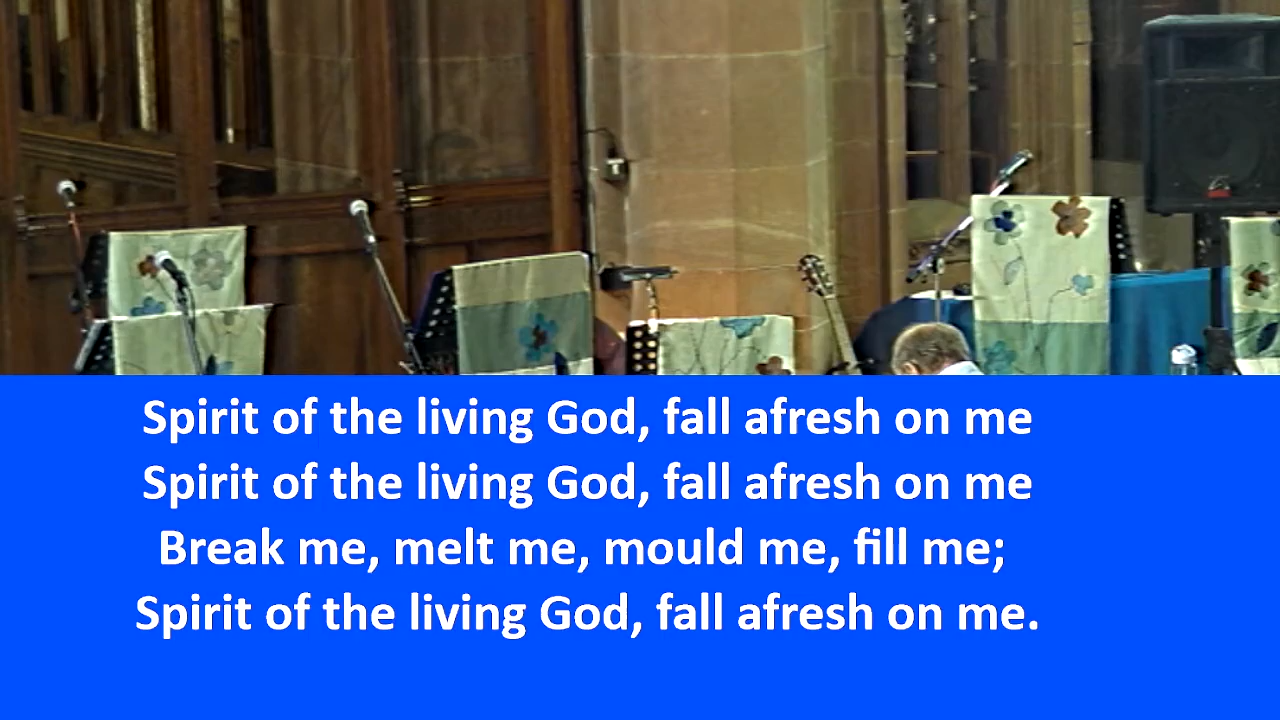 Spirit of the living God, fall afresh on me
Spirit of the living God, fall afresh on me
Break me, melt me, mould me, fill me;
Spirit of the living God, fall afresh on me.